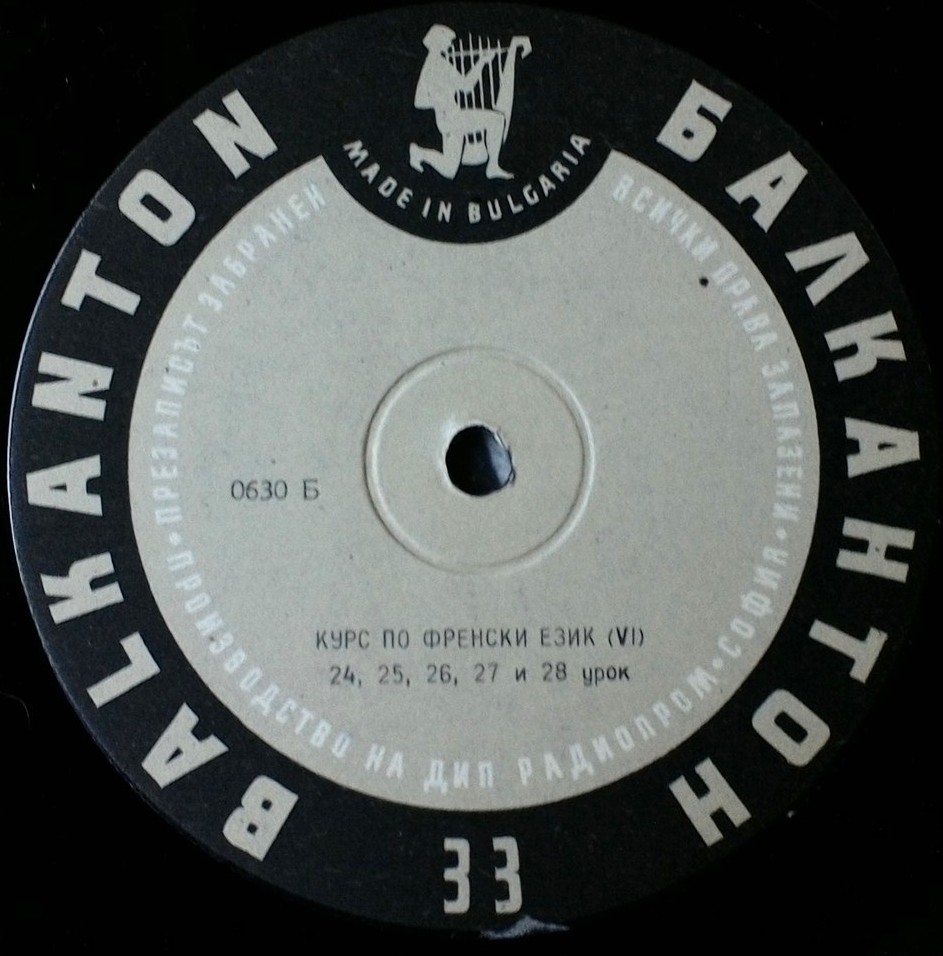 BALKANTON
БАЛКАНТОН
MADE IN BULGARIA
ВСИЧКИ ПРАВА ЗАПАЗЕНИ • СОФИЯ • ПРОИЗВОДСТВО НА ДИП РАДИОПРОМ • ПРЕЗАПИСЪТ ЗАБРАНЕН
0630 Б
КУРС ПО ФРЕНСКИ ЕЗИК (VI)
24, 25, 26, 27 и 28 урок
33